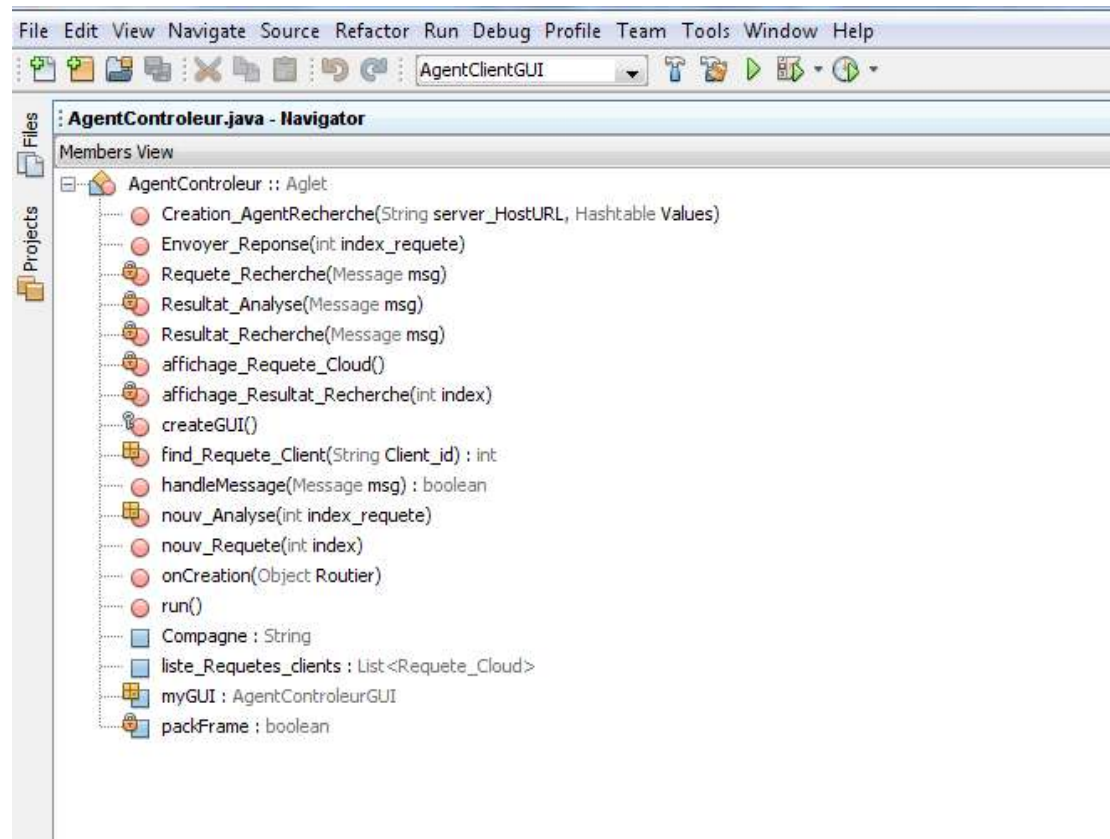 File Edit View Navigate Source Refactor Run Debug Profile Team Tools Window Help
AgentClientGUI
Files
Projects
AgentControleur.java - Navigator
Members View
AgentControleur :: Aglet
Creation_AgentRecherche(String server_HostURL, Hashtable Values)
Envoyer_Reponse(int index_requete)
Requete_Recherche(Message msg)
Resultat_Analyse(Message msg)
Resultat_Recherche(Message msg)
affichage_Requete_Cloud()
affichage_Resultat_Recherche(int index)
createGUI()
find_Requete_Client(String Client_id) : int
handleMessage(Message msg) : boolean
nouv_Analyse(int index_requete)
nouv_Requete(int index)
onCreation(Object Routier)
run()
Compagne : String
liste_Requetes_clients : List<Requete_Cloud>
myGUI : AgentControleurGUI
packFrame : boolean